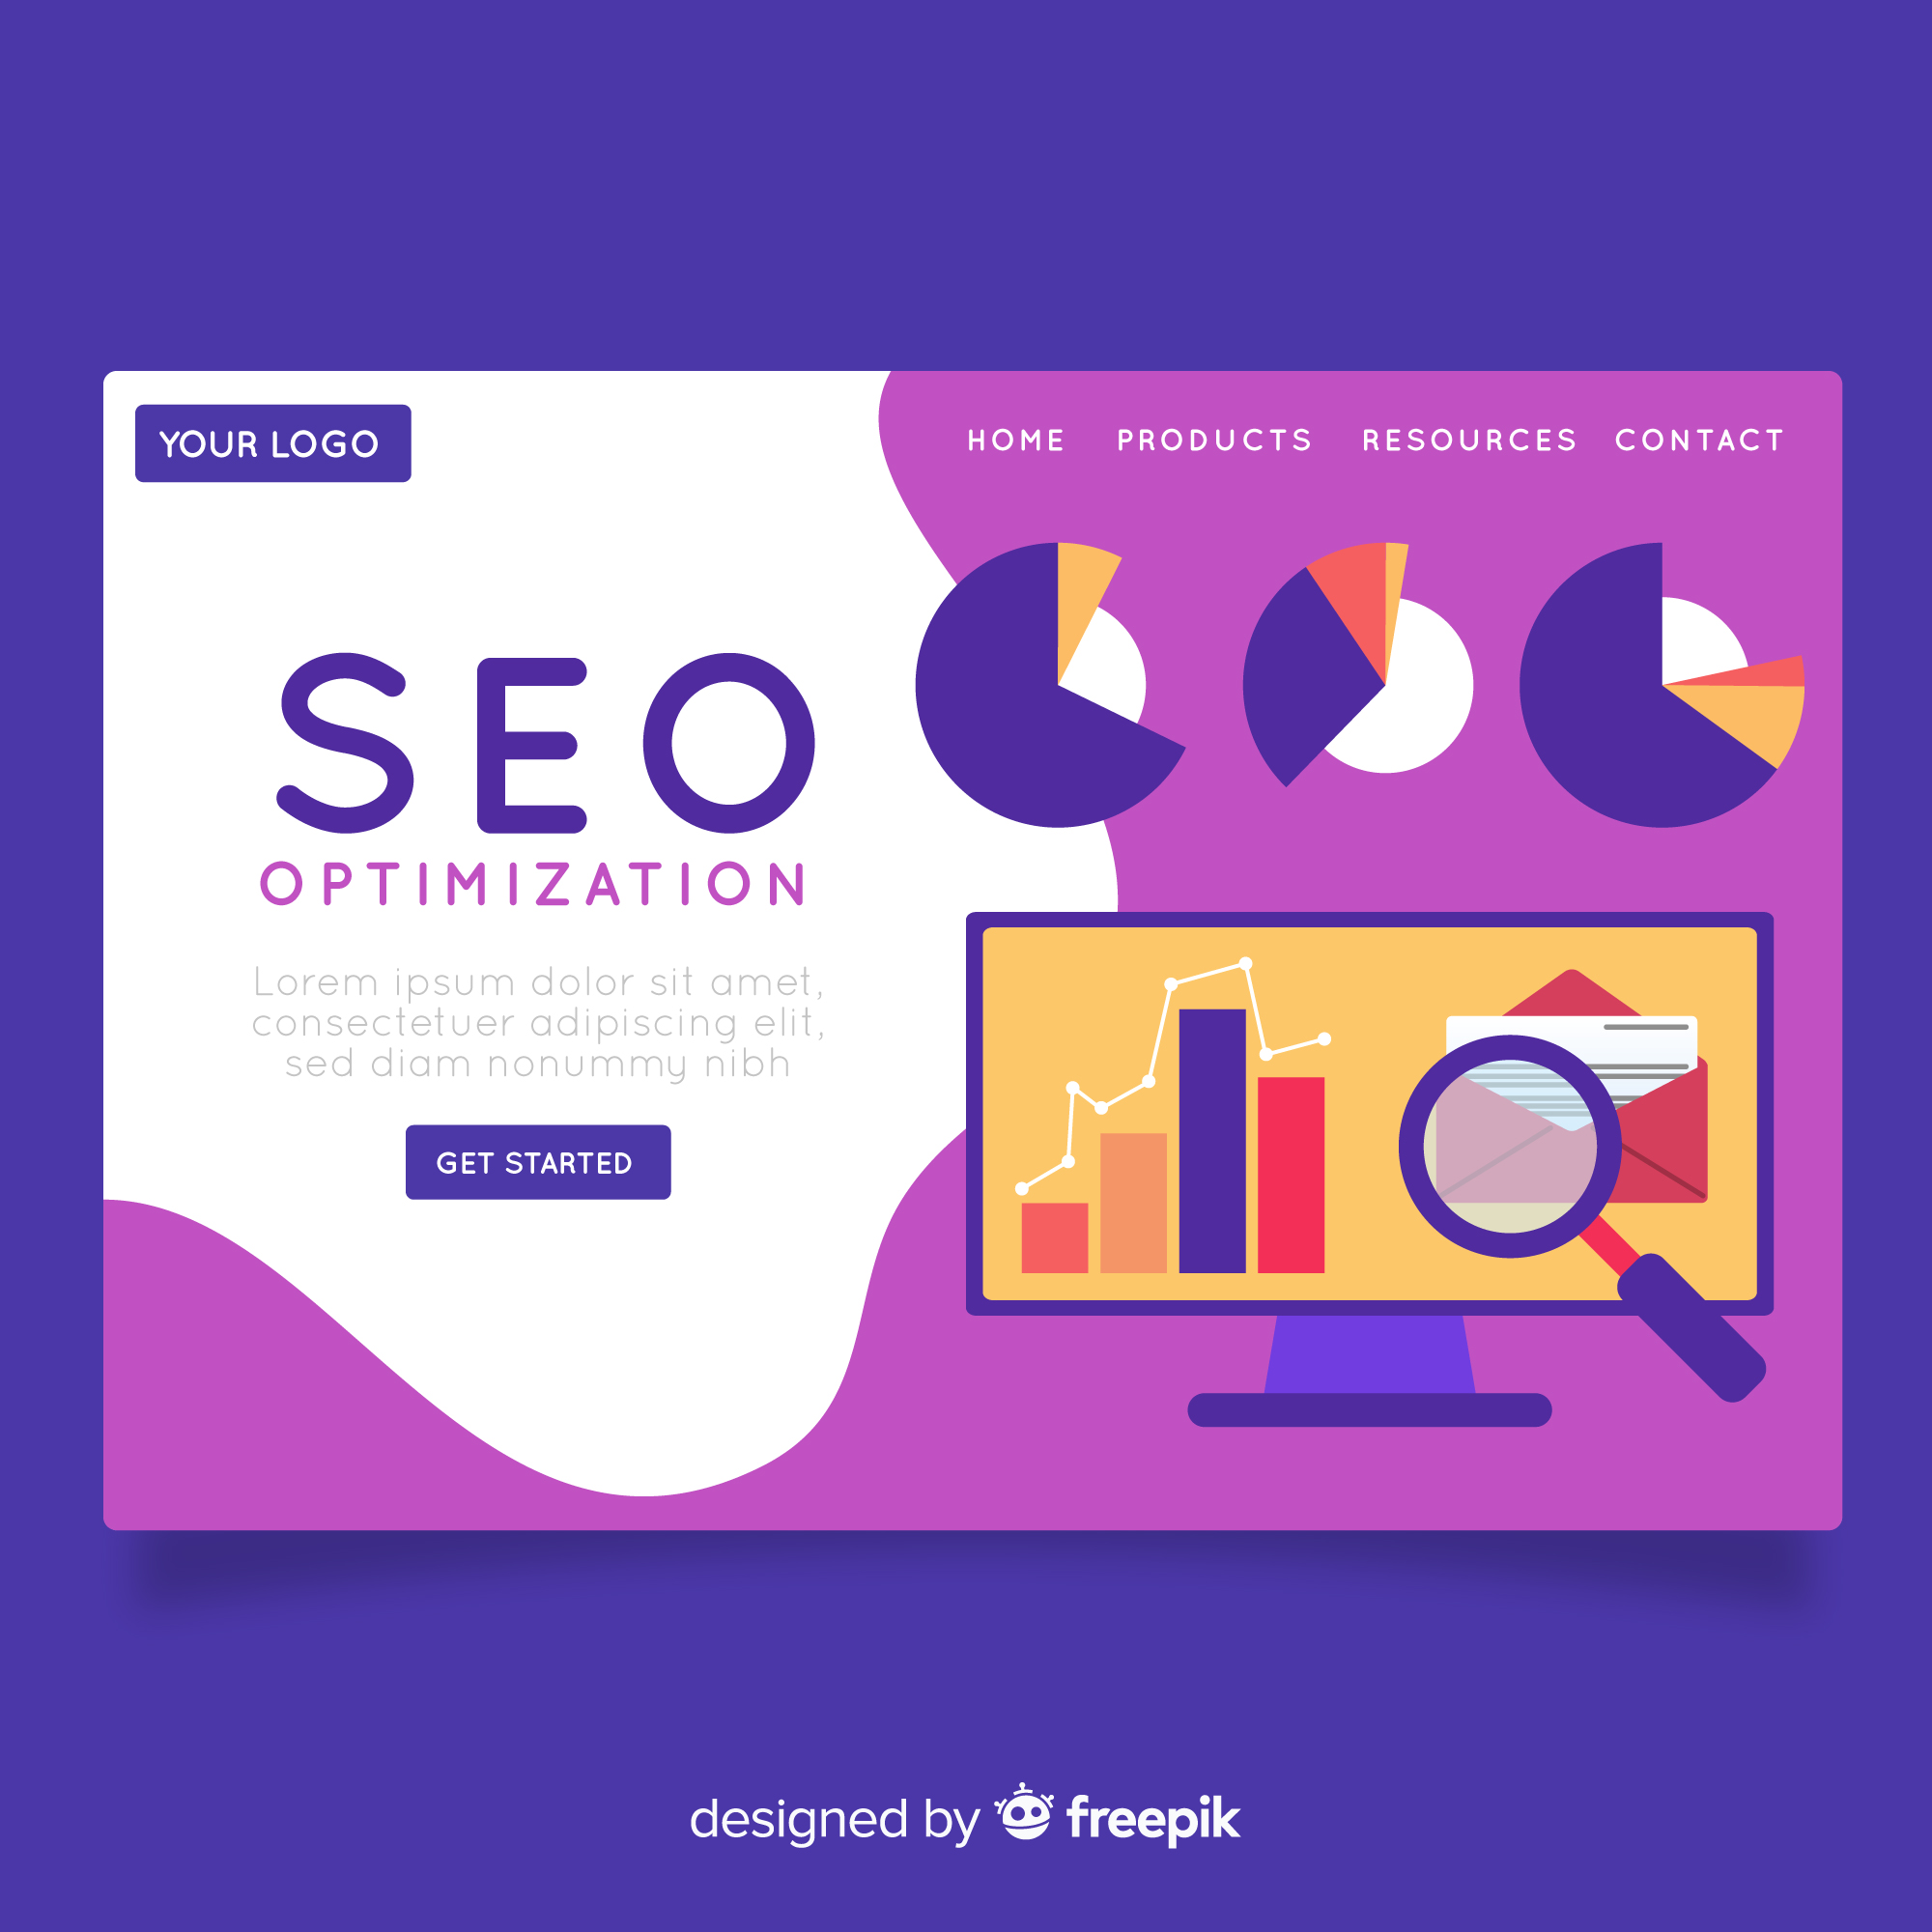 YOUR LOGO
HOME PRODUCTS RESOURCES CONTACT
SEO
OPTIMIZATION
Lorem ipsum dolor sit amet,
consectetuer adipiscing elit,
sed diam nonummy nibh
GET STARTED
designed by freepik